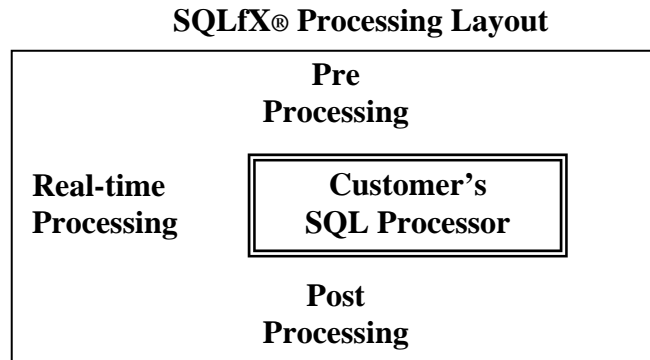 SQLfX® Processing Layout
Pre
Processing
Real-time
Processing
Customer’s
SQL Processor
Post
Processing